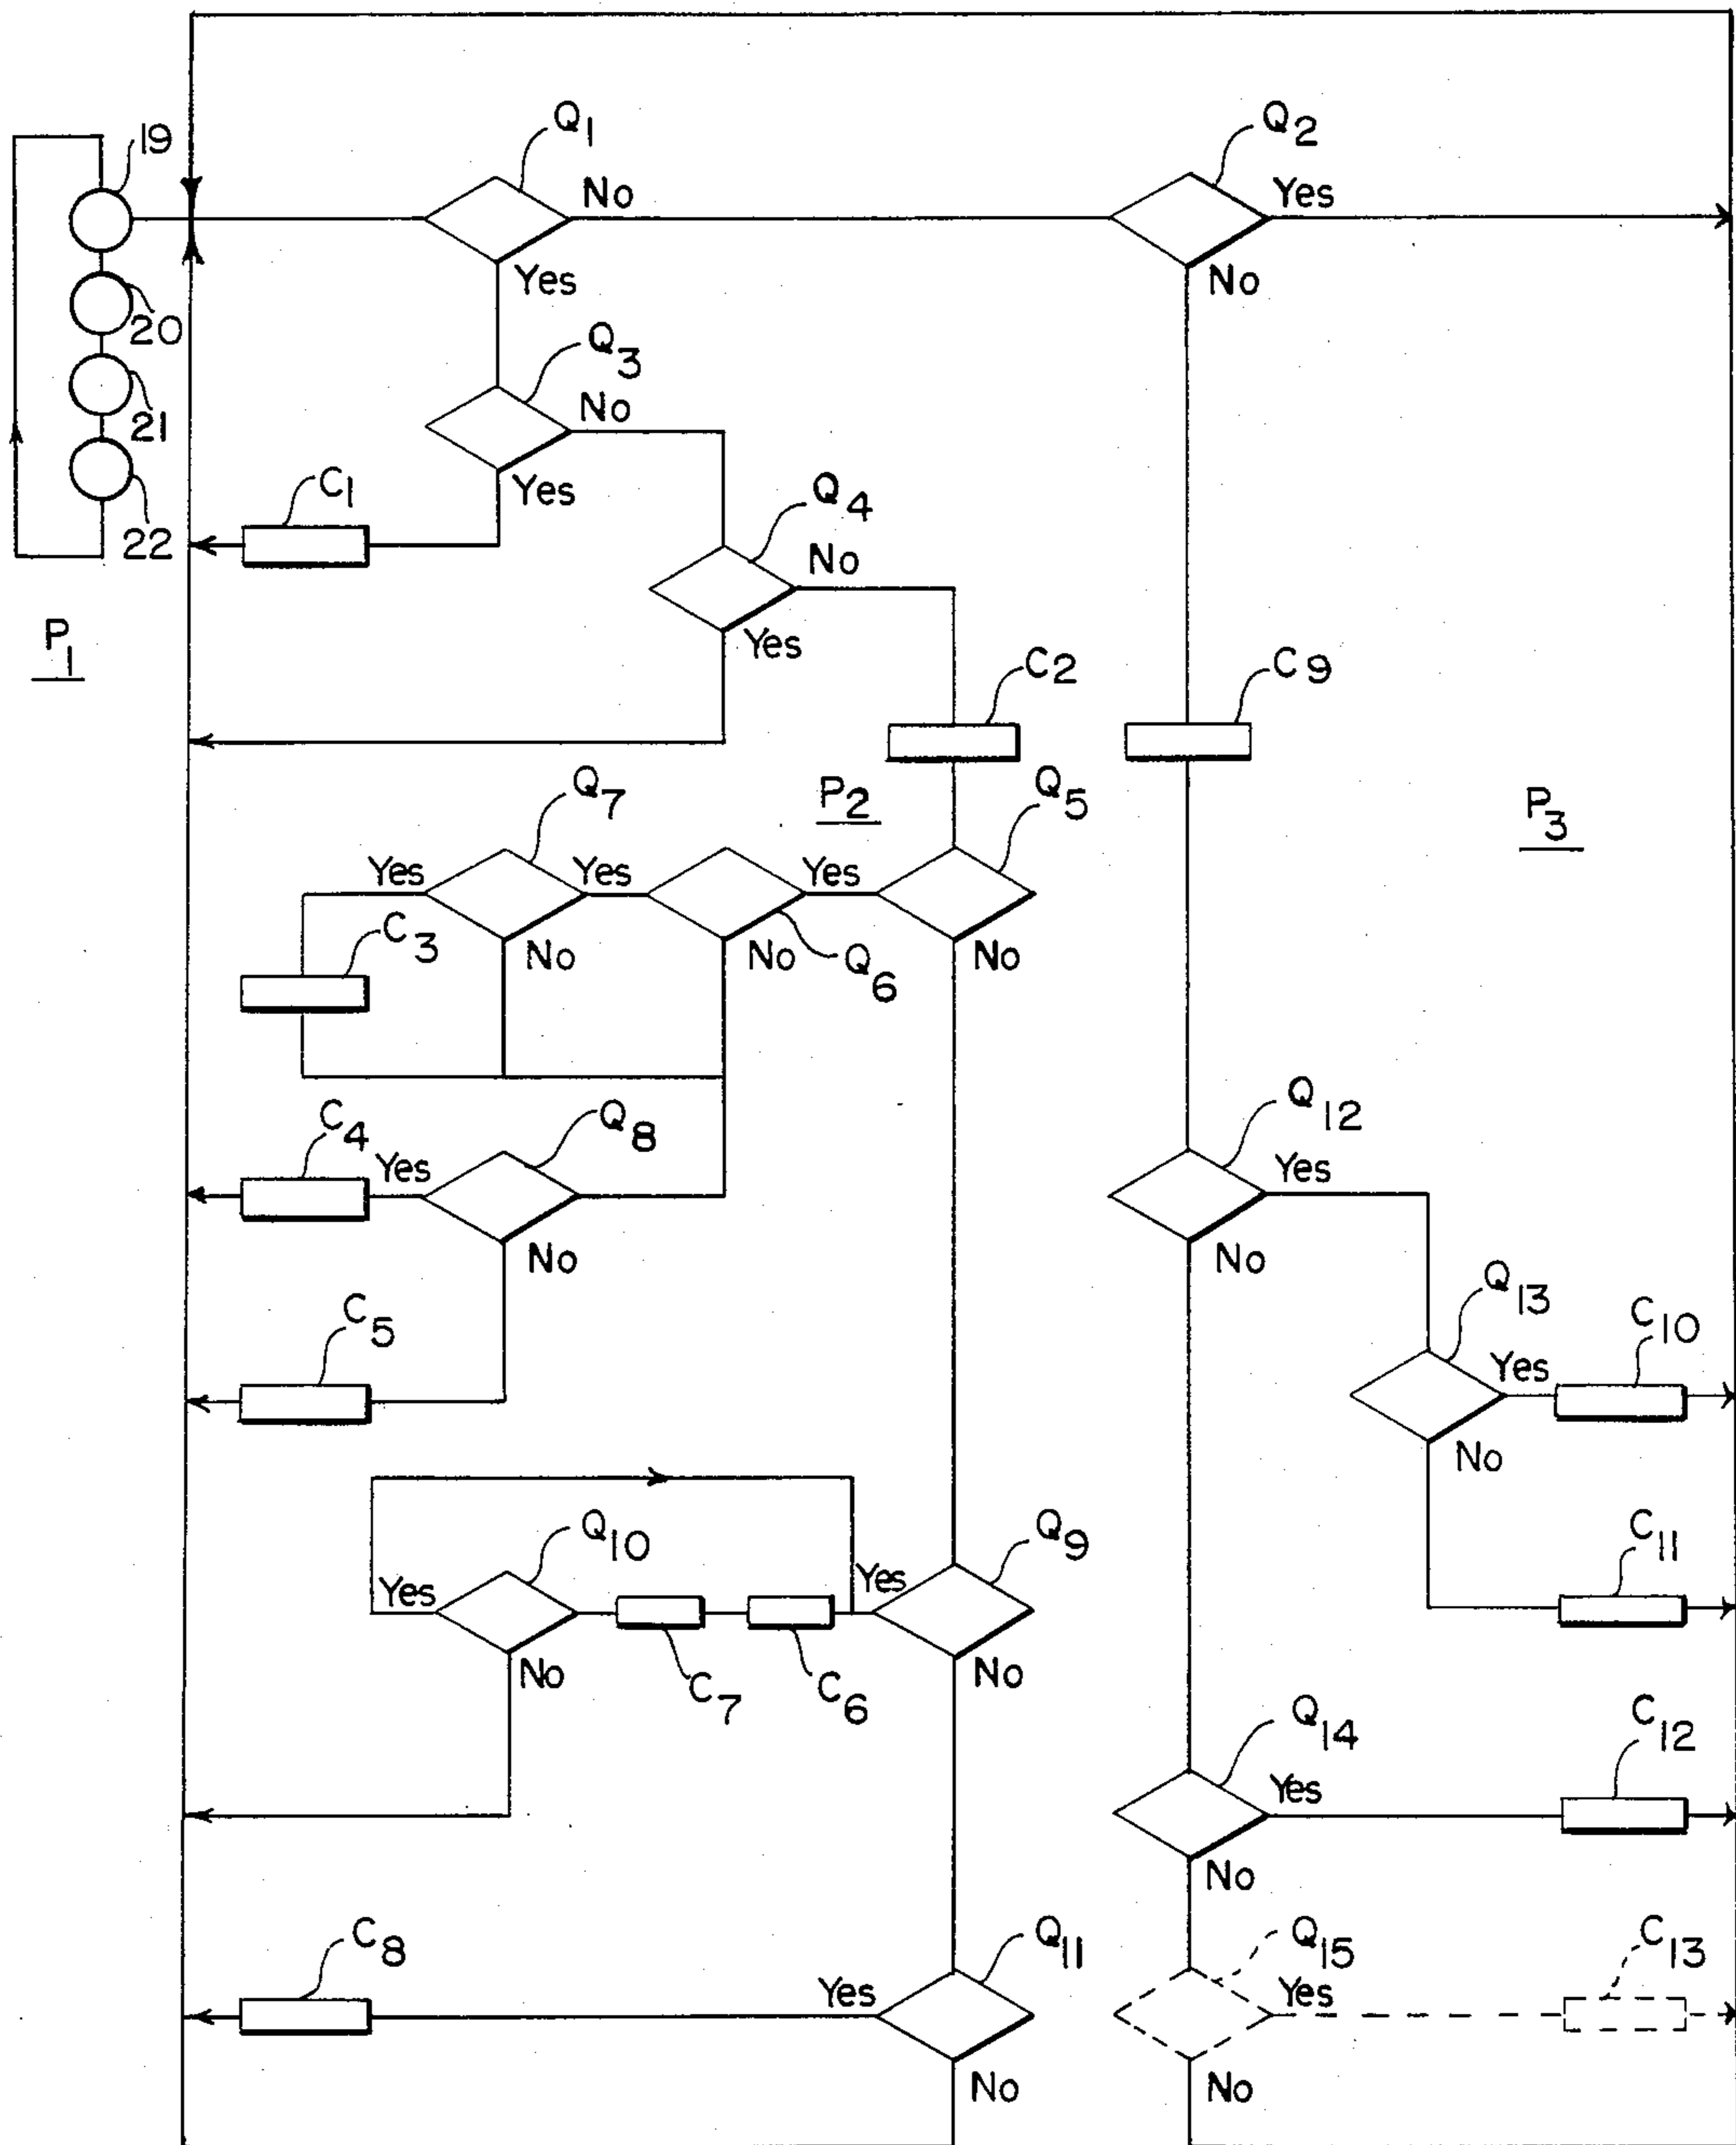 Q1
Q2
19
No
Yes
Yes
No
20
Q3
No
21
C1
Yes
Q4
22
No
P1
Yes
C2
C9
Q7
P2
Q5
P3
Yes
Yes
Yes
C3
No
No
Q6
No
Q12
C4
Q8
Yes
Yes
No
No
Q13
C5
C10
Yes
No
Q10
Q9
C11
Yes
Yes
No
C7
C6
No
Q14
C12
Yes
No
C8
Q11
Q15
C13
Yes
Yes
No
No